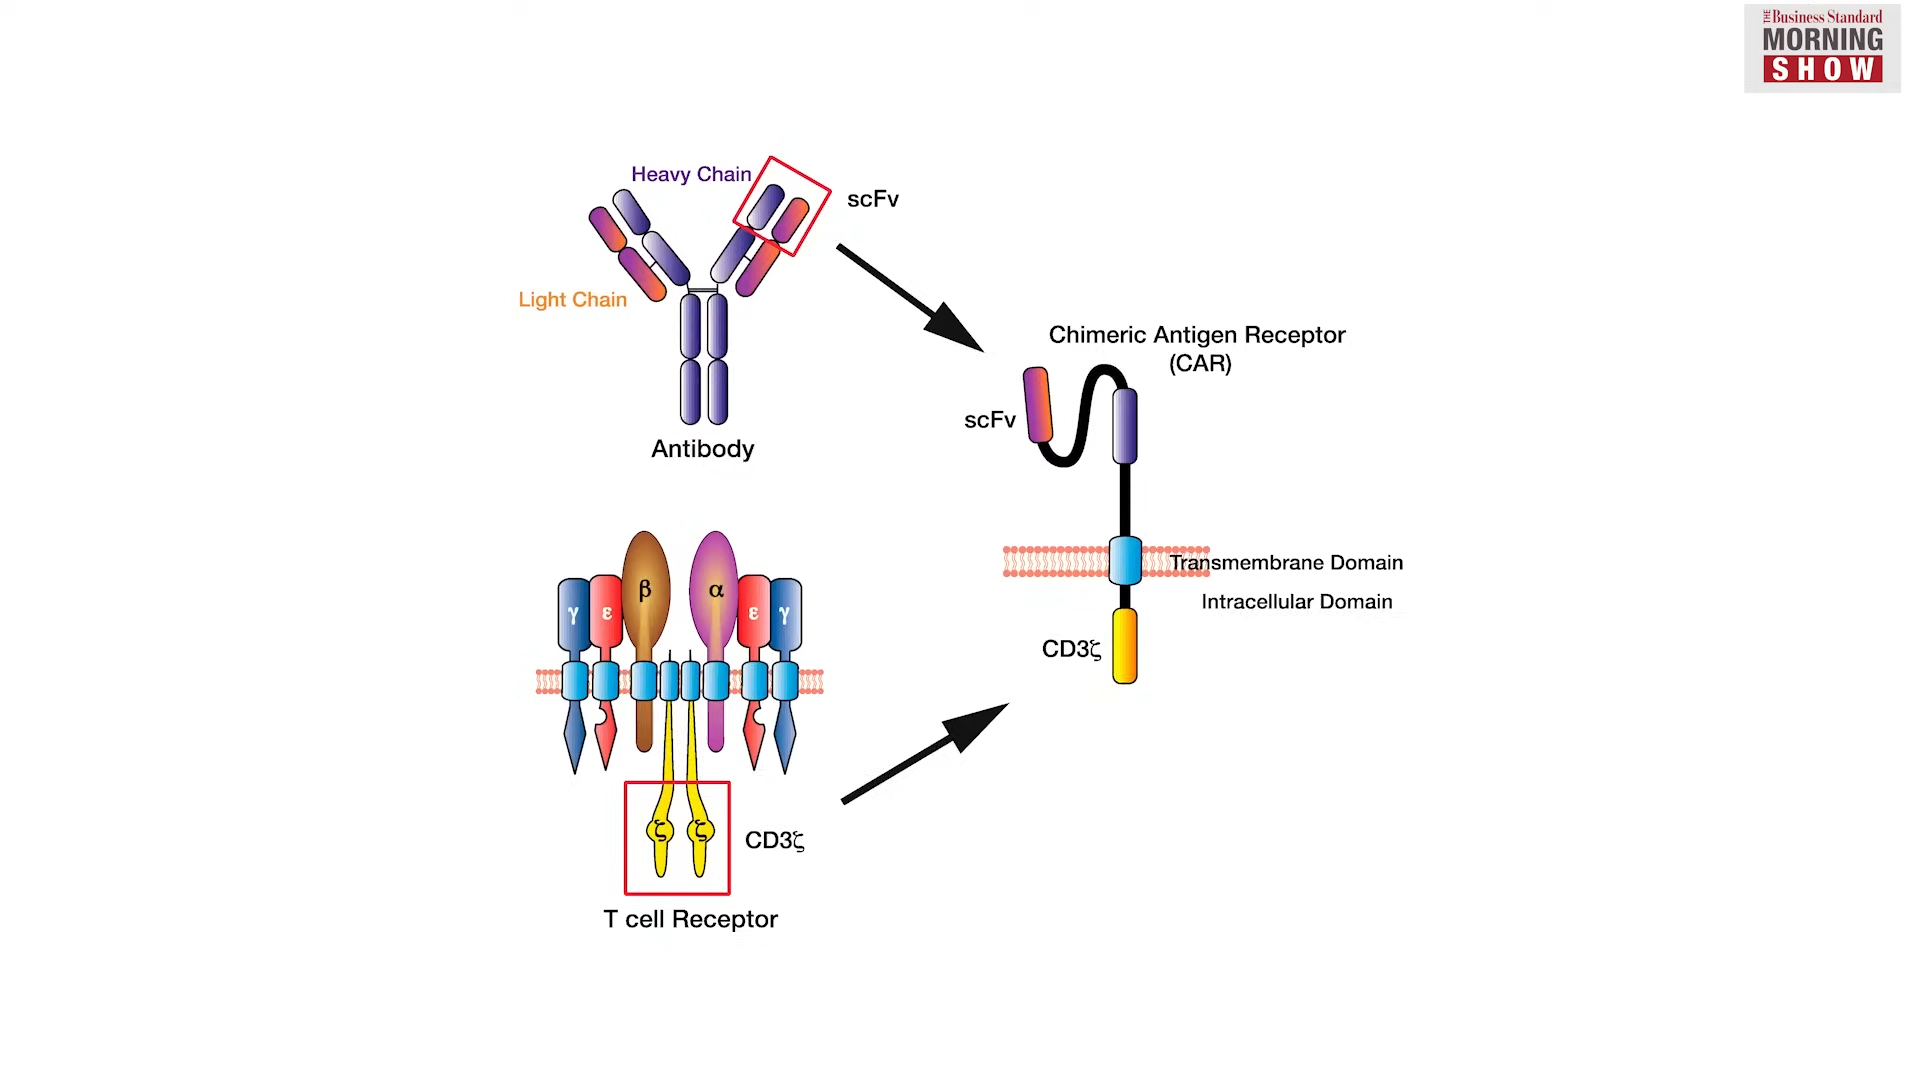 THE Business Standard
MORNING
SHOW
Heavy Chain
scFv
Light Chain
Antibody
Chimeric Antigen Receptor
(CAR)
scFv
Transmembrane Domain
Intracellular Domain
CD3ζ
γ ε β α ε γ
ζ ζ
CD3ζ
T cell Receptor